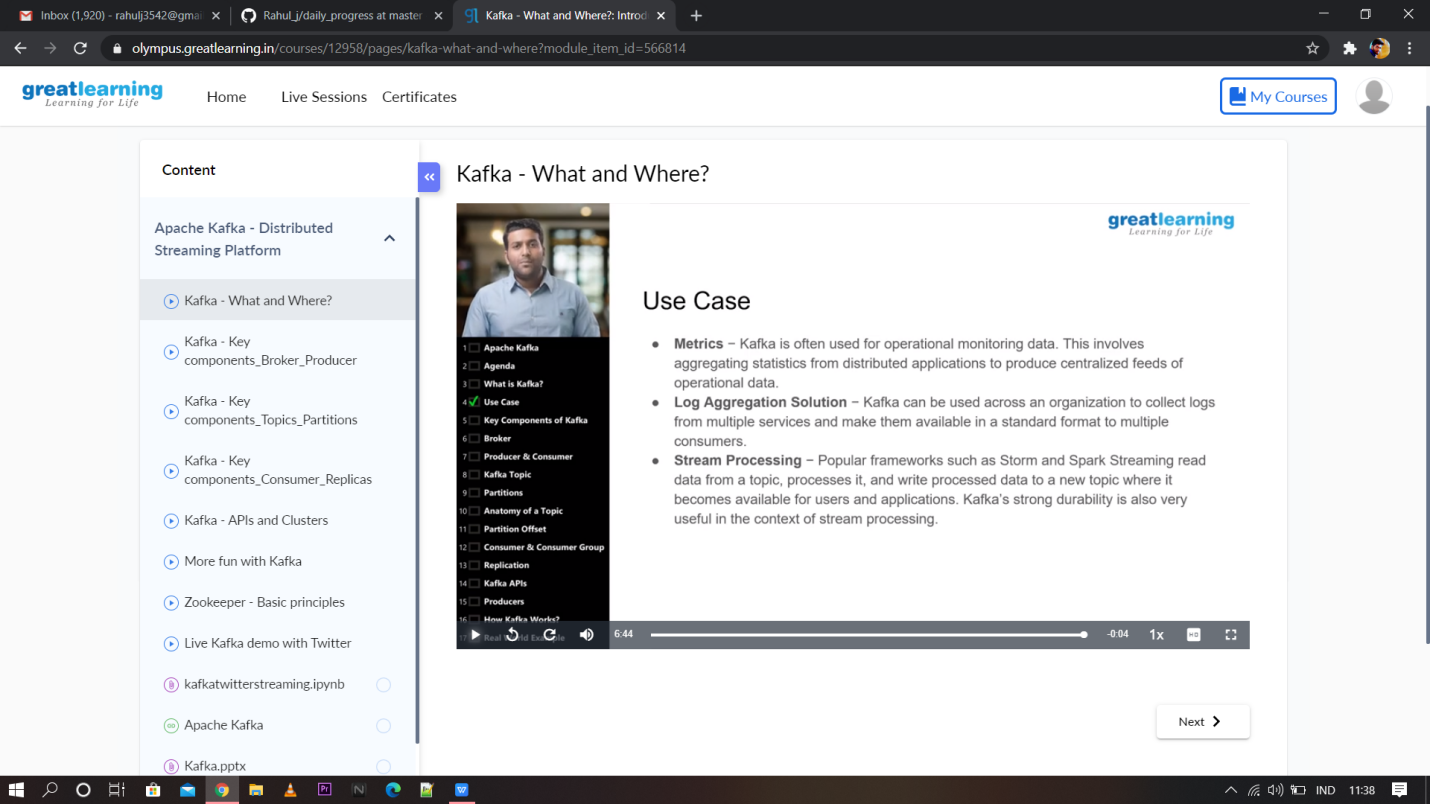 Inbox (1,920) - rahulj3542@gmai
Rahul_j/daily_progress at master
Kafka - What and Where?: Introd
olympus.greatlearning.in/courses/12958/pages/kafka-what-and-where?module_item_id=566814
greatlearning
Learning for Life
Home
Live Sessions
Certificates
My Courses
Content
Apache Kafka - Distributed
Streaming Platform
Kafka - What and Where?
Kafka - Key
components_Broker_Producer
Kafka - Key
components_Topics_Partitions
Kafka - Key
components_Consumer_Replicas
Kafka - APIs and Clusters
More fun with Kafka
Zookeeper - Basic principles
Live Kafka demo with Twitter
kafkatwitterstreaming.ipynb
Apache Kafka
Kafka.pptx
Kafka - What and Where?
1 Apache Kafka
2 Agenda
3 What is Kafka?
4 Use Case
5 Key Components of Kafka
6 Broker
7 Producer & Consumer
8 Kafka Topic
9 Partitions
10 Anatomy of a Topic
11 Partition Offset
12 Consumer & Consumer Group
13 Replication
14 Kafka APIs
15 Producers
16 How Kafka Works?
17 Real World Example
greatlearning
Learning for Life
Use Case
● Metrics – Kafka is often used for operational monitoring data. This involves
aggregating statistics from distributed applications to produce centralized feeds of
operational data.
● Log Aggregation Solution – Kafka can be used across an organization to collect logs
from multiple services and make them available in a standard format to multiple
consumers.
● Stream Processing – Popular frameworks such as Storm and Spark Streaming read
data from a topic, processes it, and write processed data to a new topic where it
becomes available for users and applications. Kafka's strong durability is also very
useful in the context of stream processing.
6:44
-0:04
1x
HD
Next
Pr
N
W
IND
11:38